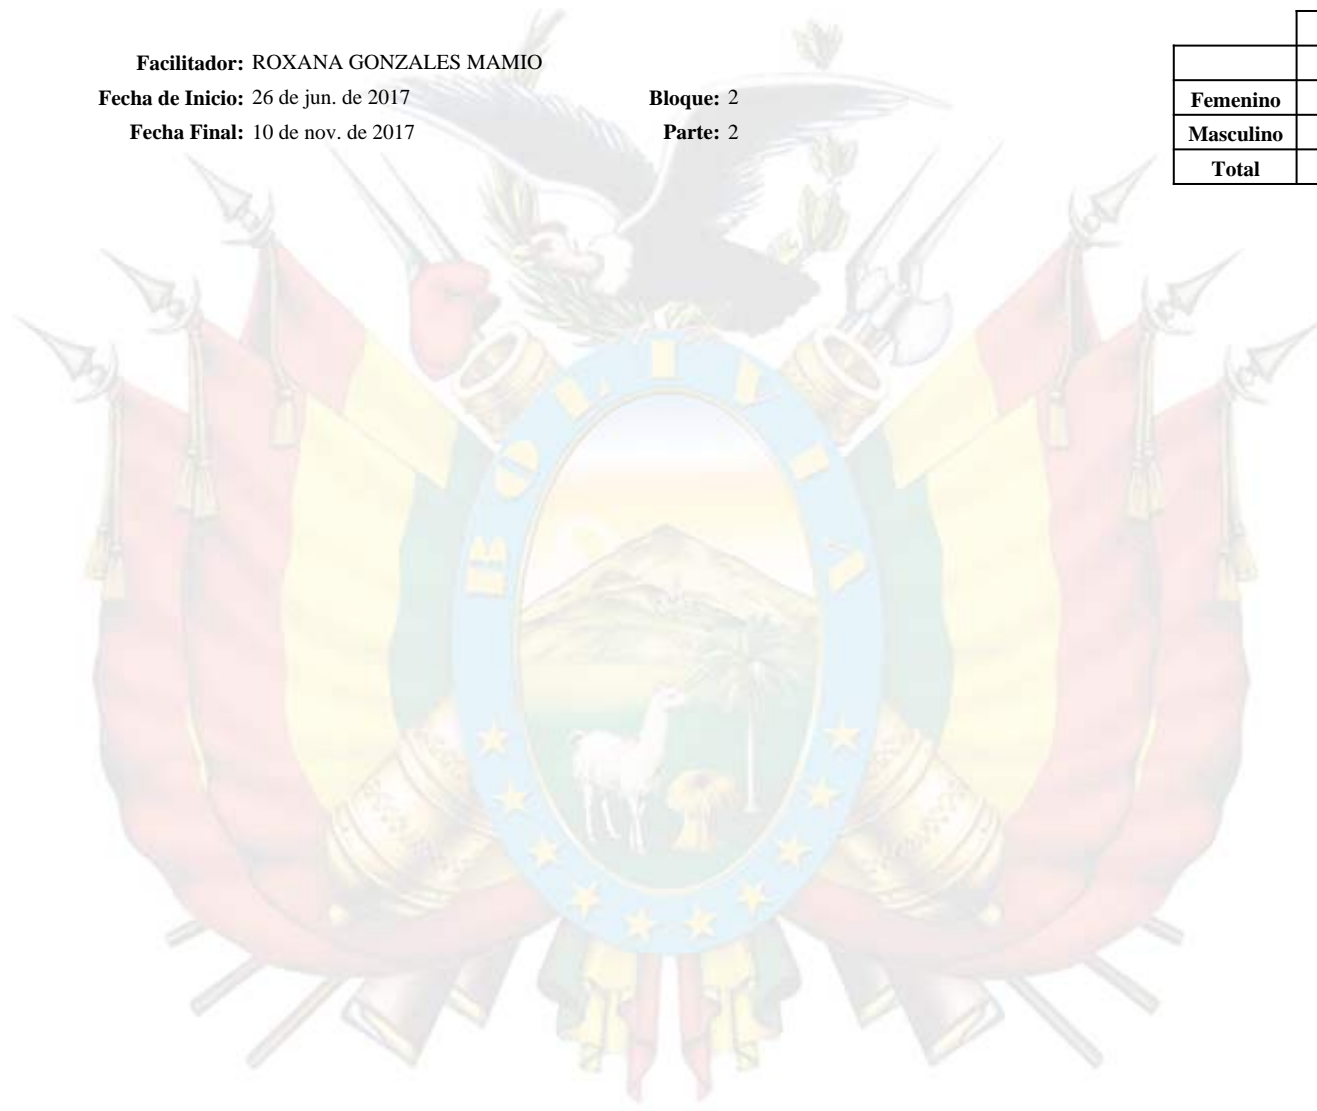 Facilitador: ROXANA GONZALES MAMIO
Fecha de Inicio: 26 de jun. de 2017 Bloque: 2
Fecha Final: 10 de nov. de 2017 Parte: 2
Femenino
Masculino
Total
BOLIVIA